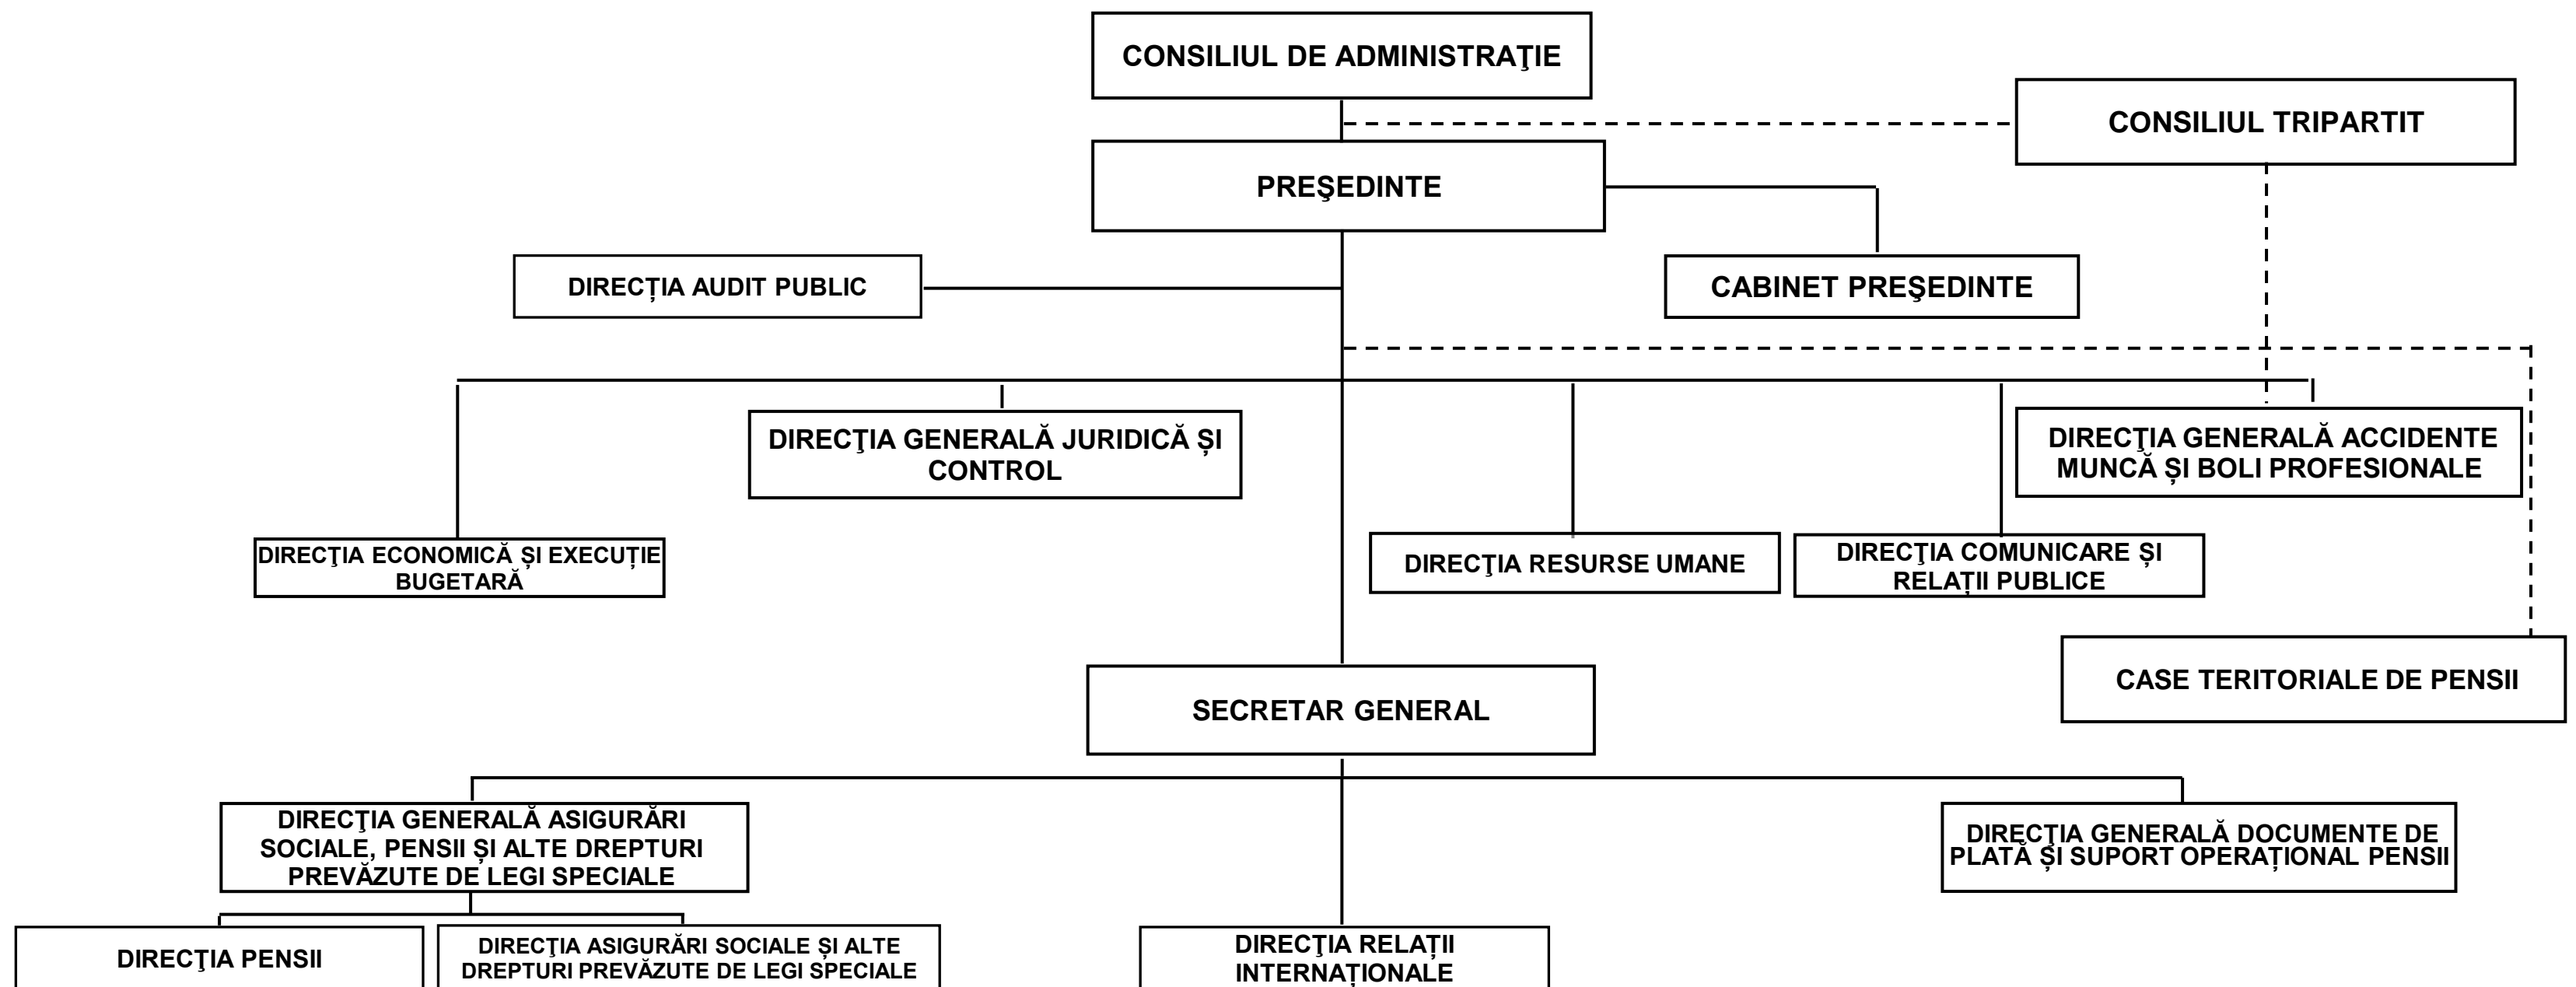 CONSILIUL DE ADMINISTRAŢIE
CONSILIUL TRIPARTIT
PREŞEDINTE
DIRECȚIA AUDIT PUBLIC
CABINET PREŞEDINTE
DIRECŢIA GENERALĂ JURIDICĂ ȘI
CONTROL
DIRECŢIA GENERALĂ ACCIDENTE
MUNCĂ ȘI BOLI PROFESIONALE
DIRECŢIA ECONOMICĂ ȘI EXECUȚIE
BUGETARĂ
DIRECŢIA RESURSE UMANE
DIRECŢIA COMUNICARE ȘI
RELAȚII PUBLICE
CASE TERITORIALE DE PENSII
SECRETAR GENERAL
DIRECŢIA GENERALĂ ASIGURĂRI
SOCIALE, PENSII ȘI ALTE DREPTURI
PREVĂZUTE DE LEGI SPECIALE
DIRECŢIA GENERALĂ DOCUMENTE DE
PLATĂ ȘI SUPORT OPERAȚIONAL PENSII
DIRECŢIA PENSII
DIRECŢIA ASIGURĂRI SOCIALE ȘI ALTE
DREPTURI PREVĂZUTE DE LEGI SPECIALE
DIRECŢIA RELAȚII
INTERNAȚIONALE